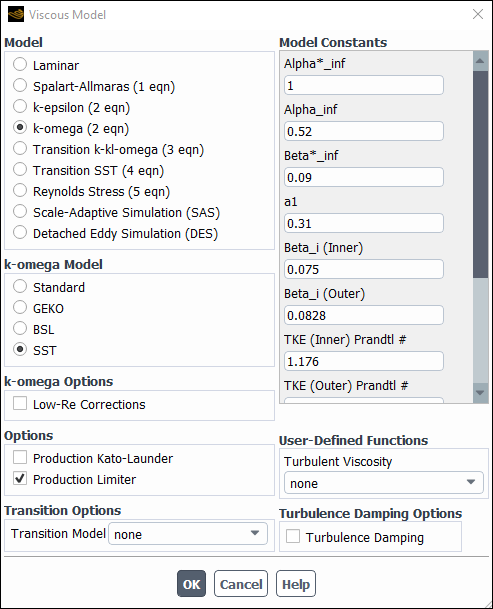 Viscous Model
Model
Laminar
Spalart-Allmaras (1 eqn)
k-epsilon (2 eqn)
k-omega (2 eqn)
Transition k-kl-omega (3 eqn)
Transition SST (4 eqn)
Reynolds Stress (5 eqn)
Scale-Adaptive Simulation (SAS)
Detached Eddy Simulation (DES)
k-omega Model
Standard
GEKO
BSL
SST
k-omega Options
Low-Re Corrections
Options
Production Kato-Launder
Production Limiter
Transition Options
Transition Model none
Model Constants
Alpha*_inf
1
Alpha_inf
0.52
Beta*_inf
0.09
a1
0.31
Beta_i (Inner)
0.075
Beta_i (Outer)
0.0828
TKE (Inner) Prandtl #
1.176
TKE (Outer) Prandtl #
User-Defined Functions
Turbulent Viscosity
none
Turbulence Damping Options
Turbulence Damping
OK Cancel Help